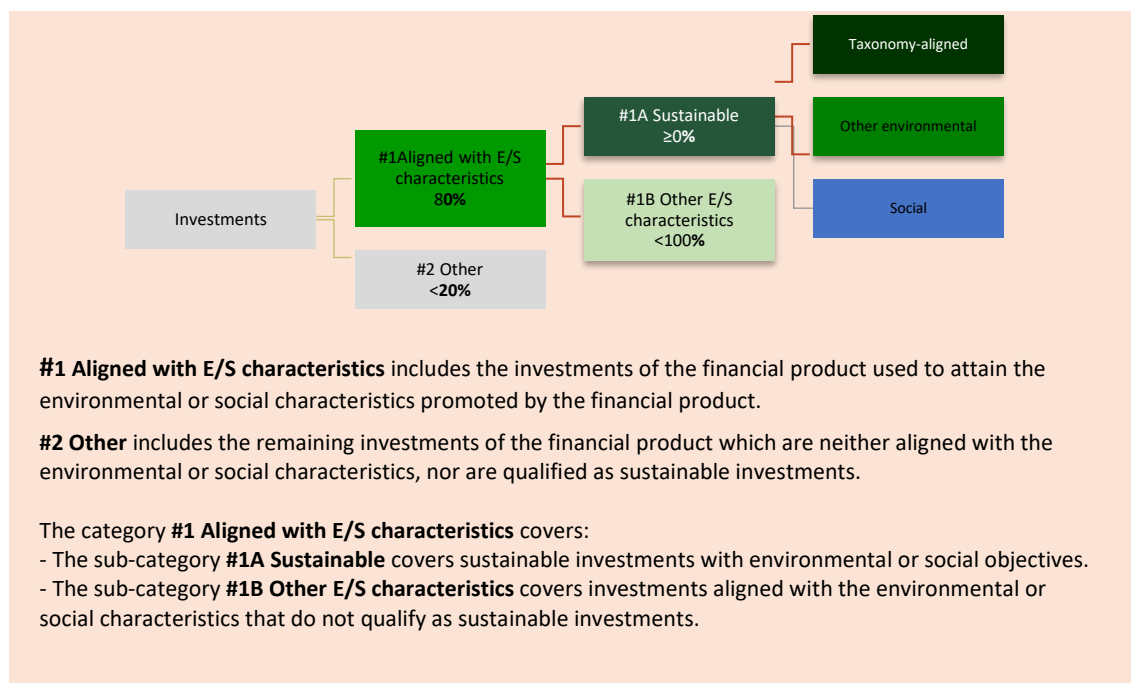 Taxonomy-aligned
#1A Sustainable
≥0%
Other environmental
#1Aligned with E/S
characteristics
80%
#1B Other E/S
characteristics
<100%
Investments
Social
#2 Other
<20%
#1 Aligned with E/S characteristics includes the investments of the financial product used to attain the
environmental or social characteristics promoted by the financial product.
#2 Other includes the remaining investments of the financial product which are neither aligned with the
environmental or social characteristics, nor are qualified as sustainable investments.
The category #1 Aligned with E/S characteristics covers:
- The sub-category #1A Sustainable covers sustainable investments with environmental or social objectives.
- The sub-category #1B Other E/S characteristics covers investments aligned with the environmental or
social characteristics that do not qualify as sustainable investments.